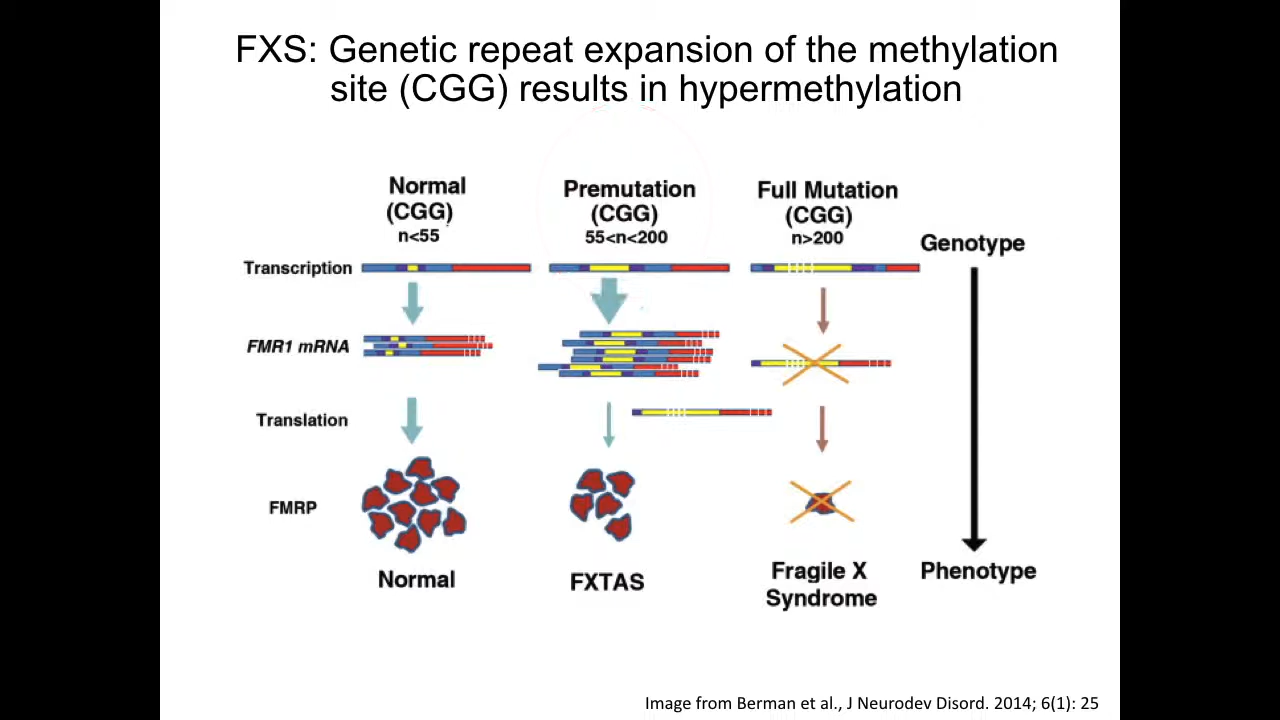 FXS: Genetic repeat expansion of the methylation
site (CGG) results in hypermethylation
Normal
(CGG)
n<55
Premutation
(CGG)
55<n<200
Full Mutation
(CGG)
n>200
Genotype
Transcription
FMR1 mRNA
Translation
FMRP
Normal
FXTAS
Fragile X
Syndrome
Phenotype
Image from Berman et al., J Neurodev Disord. 2014; 6(1): 25